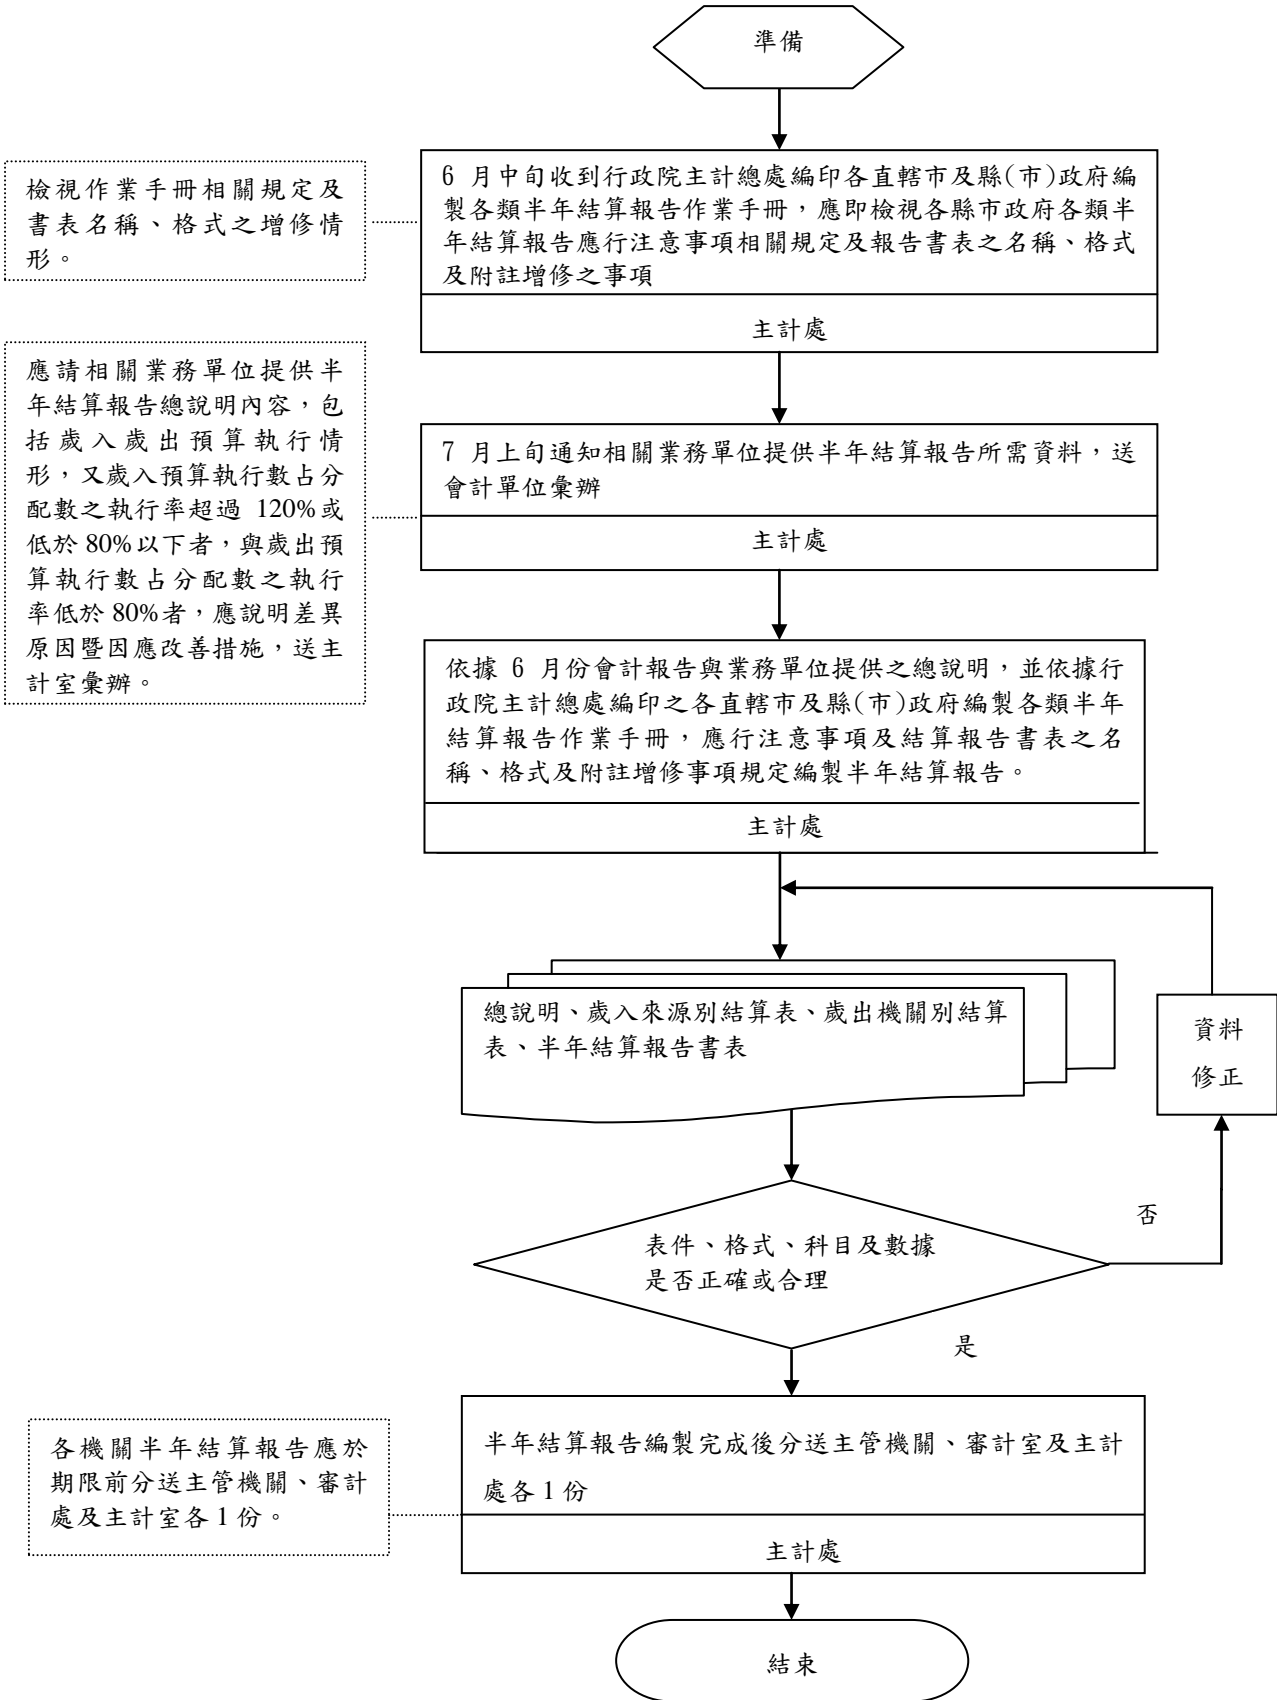 準備
檢視作業手冊相關規定及
書表名稱、格式之增修情
形。
6 月中旬收到行政院主計總處編印各直轄市及縣(市)政府編
製各類半年結算報告作業手冊，應即檢視各縣市政府各類半
年結算報告應行注意事項相關規定及報告書表之名稱、格式
及附註增修之事項
主計處
應請相關業務單位提供半
年結算報告總說明內容，包
括歲入歲出預算執行情
形，又歲入預算執行數占分
配數之執行率超過 120%或
低於 80%以下者，與歲出預
算執行數占分配數之執行
率低於 80%者，應說明差異
原因暨因應改善措施，送主
計室彙辦。
7 月上旬通知相關業務單位提供半年結算報告所需資料，送
會計單位彙辦
主計處
依據 6 月份會計報告與業務單位提供之總說明，並依據行
政院主計總處編印之各直轄市及縣(市)政府編製各類半年
結算報告作業手冊，應行注意事項及結算報告書表之名
稱、格式及附註增修事項規定編製半年結算報告。
主計處
總說明、歲入來源別結算表、歲出機關別結算
表、半年結算報告書表
資料
修正
表件、格式、科目及數據
是否正確或合理
否
是
各機關半年結算報告應於
期限前分送主管機關、審計
處及主計室各 1 份。
半年結算報告編製完成後分送主管機關、審計室及主計
處各 1 份
主計處
結束